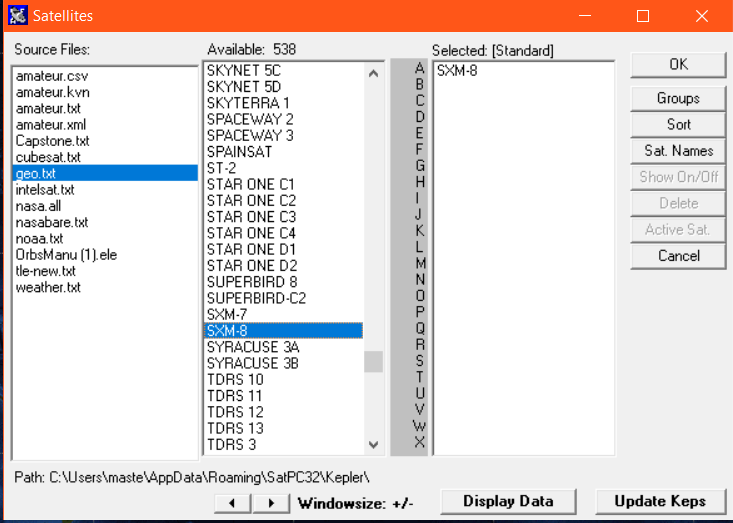 Satellites
Source Files:
amateur.csv
amateur.kvn
amateur.txt
amateur.xml
Capstone.txt
cubesat.txt
geo.txt
intelsat.txt
nasa.all
nasabare.txt
noaa.txt
OrbsManu (1).ele
tle-new.txt
weather.txt
Available: 538
SKYNET 5C
SKYNET 5D
SKYTERRA 1
SPACEWAY 2
SPACEWAY 3
SPAINSAT
ST-2
STAR ONE C1
STAR ONE C2
STAR ONE C3
STAR ONE C4
STAR ONE D1
STAR ONE D2
SUPERBIRD 8
SUPERBIRD-C2
SXM-7
SXM-8
SYRACUSE 3A
SYRACUSE 3B
TDRS 10
TDRS 11
TDRS 12
TDRS 13
TDRS 3
A
B
C
D
E
F
G
H
I
J
K
L
M
N
O
P
Q
R
S
T
U
V
W
X
Selected: [Standard]
SXM-8
OK
Groups
Sort
Sat. Names
Show On/Off
Delete
Active Sat.
Cancel
Path: C:\Users\maste\AppData\Roaming\SatPC32\Kepler\
Windowsize: +/-
Display Data
Update Keps